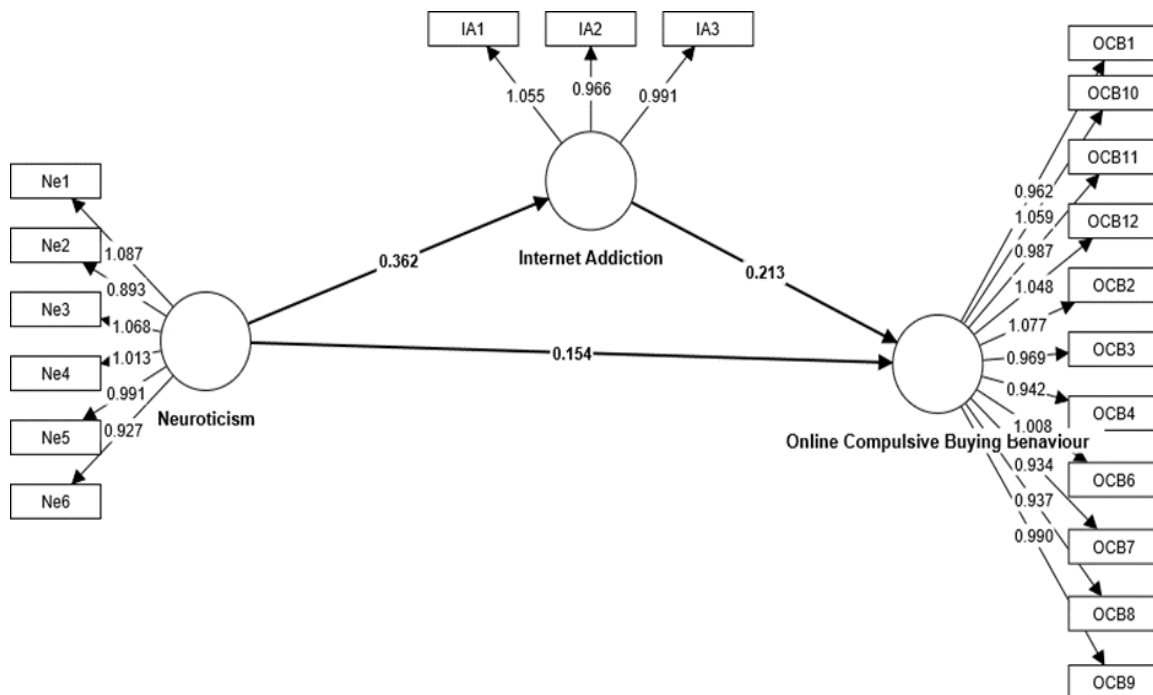 IA1
IA2
IA3
1.055
0.966
0.991
Internet Addiction
Ne1
Ne2
Ne3
Ne4
Ne5
Ne6
1.087
0.893
1.068
1.013
0.991
0.927
Neuroticism
0.362
0.213
0.154
Online Compulsive Buying Behaviour
0.962
1.059
0.987
1.048
1.077
0.969
0.942
1.008
0.934
0.937
0.990
OCB1
OCB10
OCB11
OCB12
OCB2
OCB3
OCB4
OCB6
OCB7
OCB8
OCB9